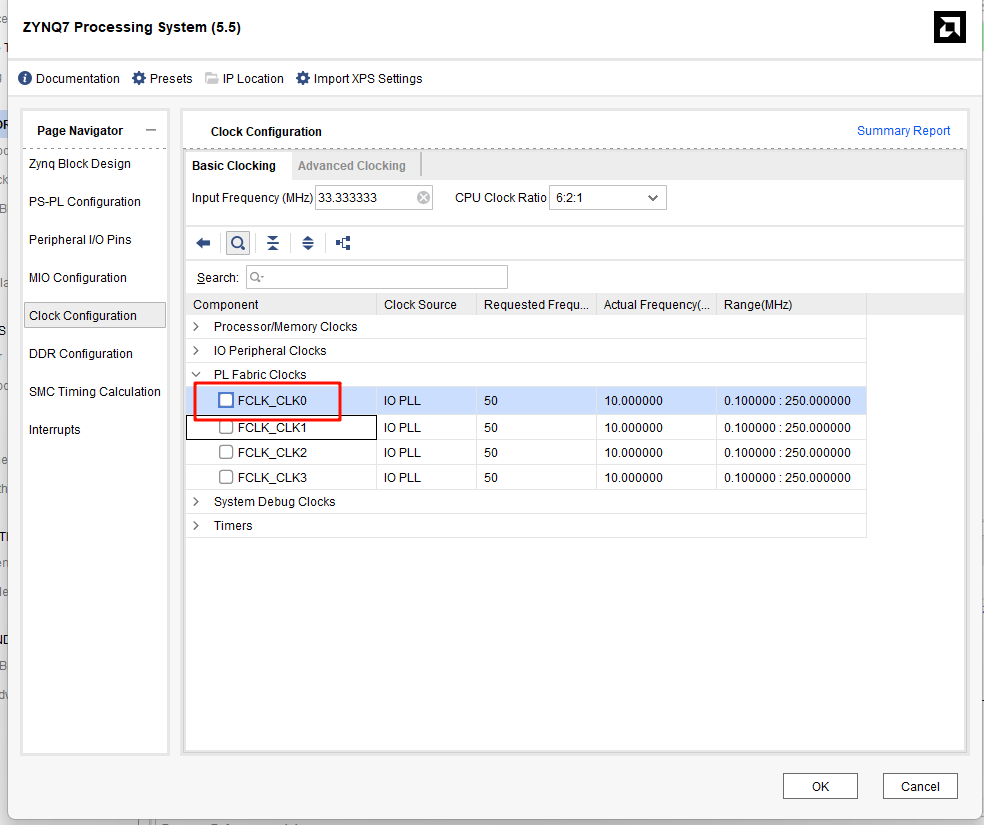 ZYNQ7 Processing System (5.5)
Documentation Presets IP Location Import XPS Settings
Page Navigator
Zynq Block Design
PS-PL Configuration
Peripheral I/O Pins
MIO Configuration
Clock Configuration
DDR Configuration
SMC Timing Calculation
Interrupts
Clock Configuration Summary Report
Basic Clocking Advanced Clocking
Input Frequency (MHz) 33.333333 CPU Clock Ratio 6:2:1
Search:
Component Clock Source Requested Frequ... Actual Frequency(... Range(MHz)
Processor/Memory Clocks
IO Peripheral Clocks
PL Fabric Clocks
FCLK_CLK0 IO PLL 50 10.000000 0.100000 : 250.000000
FCLK_CLK1 IO PLL 50 10.000000 0.100000 : 250.000000
FCLK_CLK2 IO PLL 50 10.000000 0.100000 : 250.000000
FCLK_CLK3 IO PLL 50 10.000000 0.100000 : 250.000000
System Debug Clocks
Timers
OK Cancel